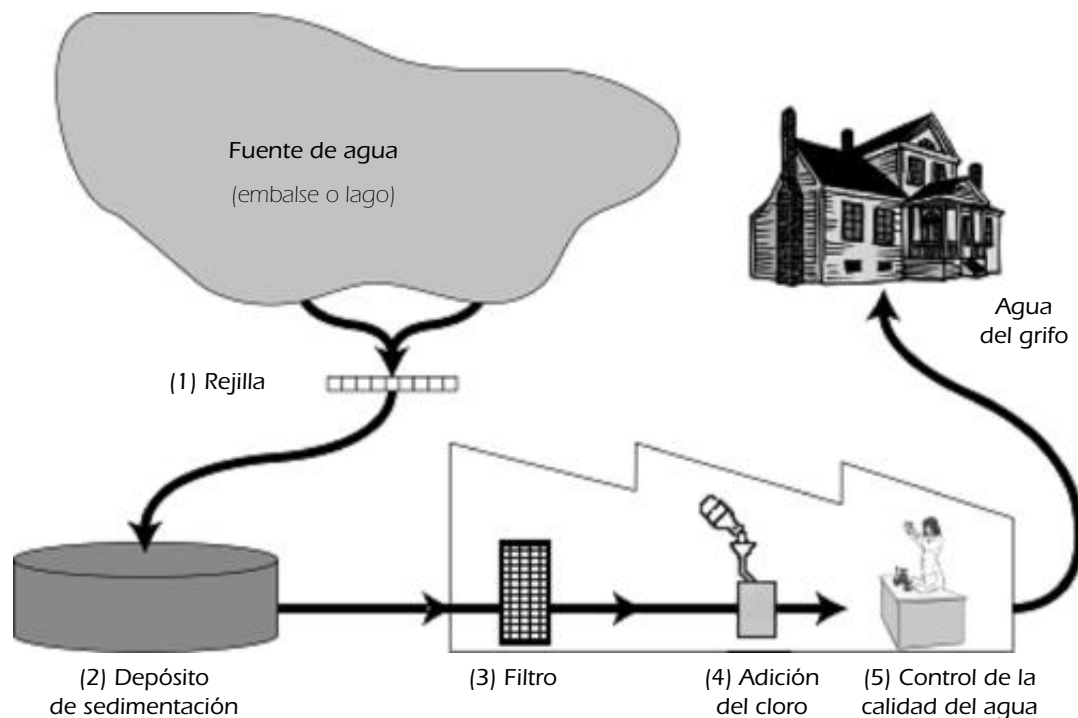 Fuente de agua
(embalse o lago)
Agua
del grifo
(1) Rejilla
(2) Depósito
de sedimentación
(3) Filtro
(4) Adición
del cloro
(5) Control de la
calidad del agua